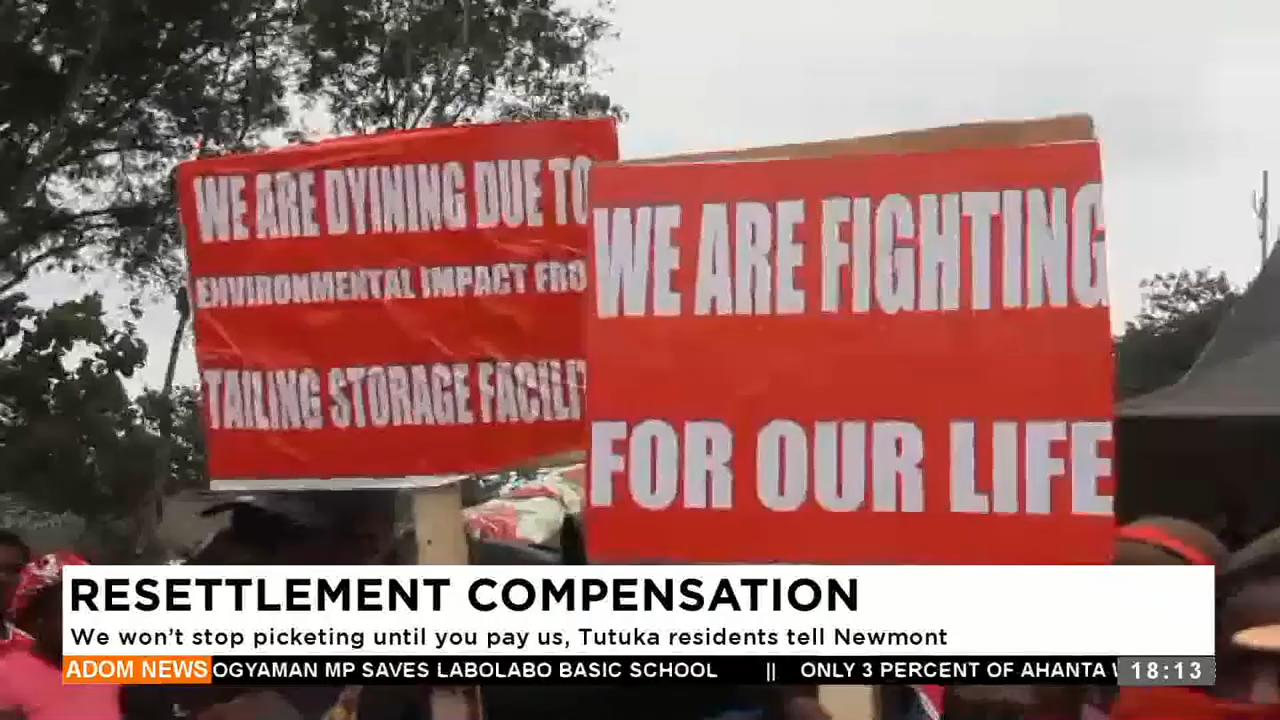 WE ARE DYINING DUE TO
ENVIRONMENTAL IMPACT FRO
TAILING STORAGE FACILI
WE ARE FIGHTING
FOR OUR LIFE
RESETTLEMENT COMPENSATION
We won't stop picketing until you pay us, Tutuka residents tell Newmont
ADOM NEWS OGYAMAN MP SAVES LABOLABO BASIC SCHOOL || ONLY 3 PERCENT OF AHANTA 18:13